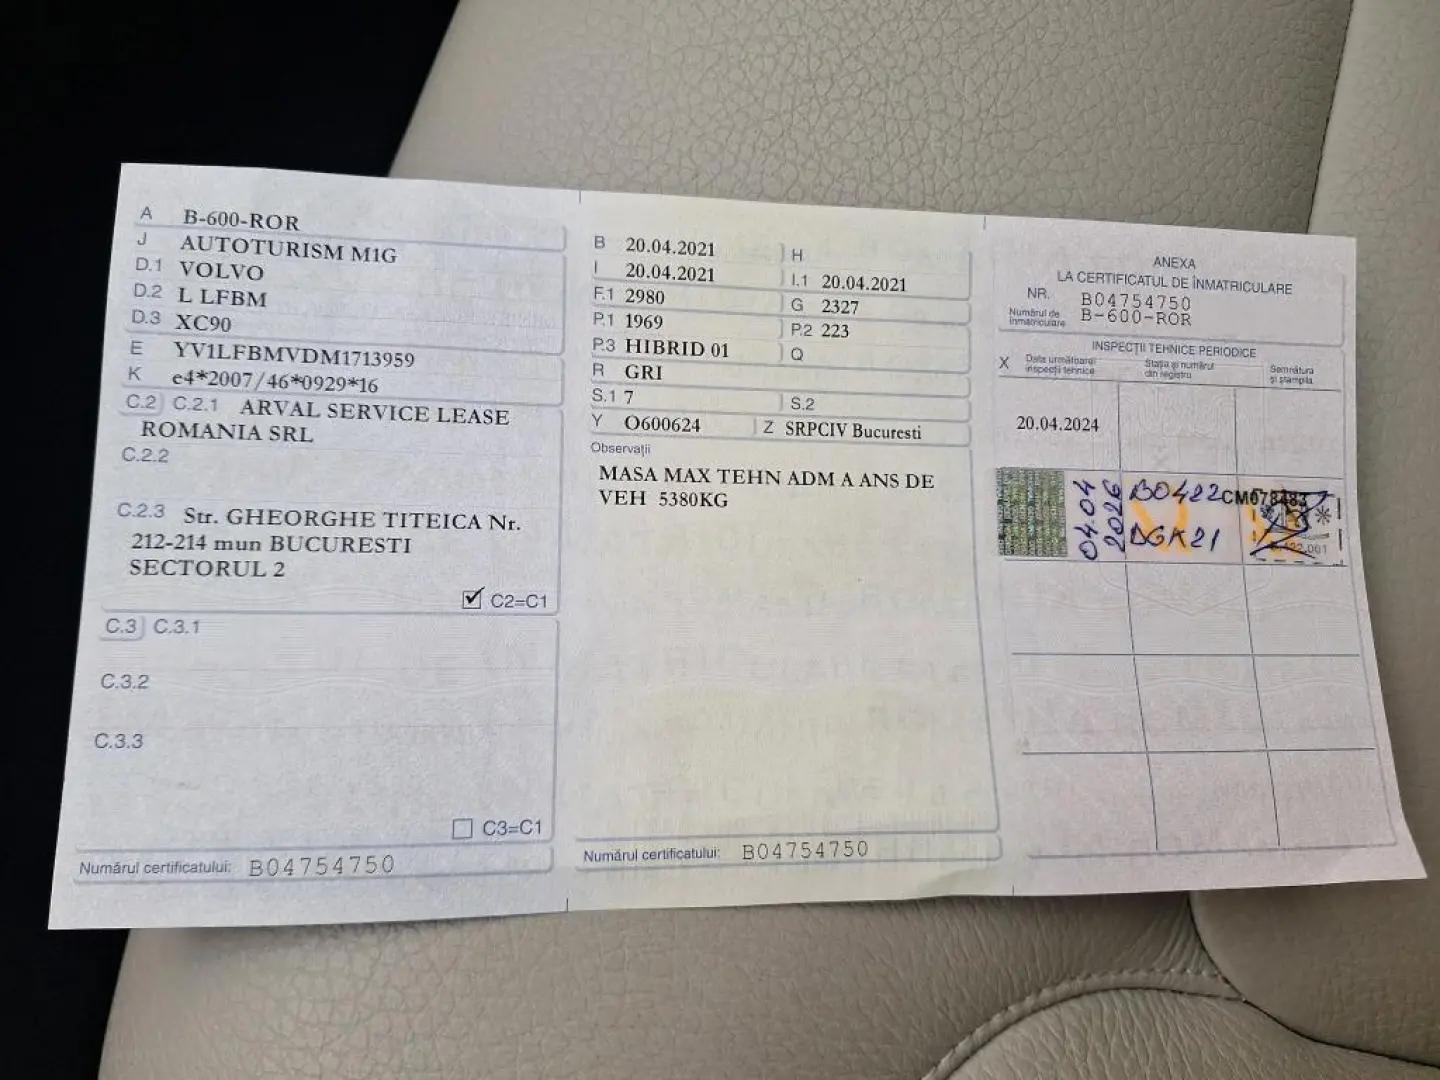 A B-600-ROR
J AUTOTURISM M1G
D.1 VOLVO
D.2 L LFBM
D.3 XC90
E YV1LFBMVDM1713959
K e4*2007/46*0929*16
C.2 C.2.1 ARVAL SERVICE LEASE
ROMANIA SRL
C.2.2
C.2.3 Str. GHEORGHE TITEICA Nr.
212-214 mun BUCURESTI
SECTORUL 2
C2=C1
C.3 C.3.1
C.3.2
C.3.3
C3=C1
Numărul certificatului: B04754750
B 20.04.2021 H
I 20.04.2021 I.1 20.04.2021
F.1 2980 G 2327
P.1 1969 P.2 223
P.3 HIBRID 01 Q
R GRI
S.1 7 S.2
Y O600624 Z SRPCIV Bucuresti
Observații
MASA MAX TEHN ADM A ANS DE
VEH 5380KG
Numărul certificatului: B04754750
ANEXA
LA CERTIFICATUL DE ÎNMATRICULARE
NR. B04754750
Numărul de înmatriculare B-600-ROR
INSPECȚII TEHNICE PERIODICE
X Data următoarei inspecții tehnice Stația și numărul din registru Semnătura și ștampila
20.04.2024
04.04 2026 B0422 CM078483
DGK21